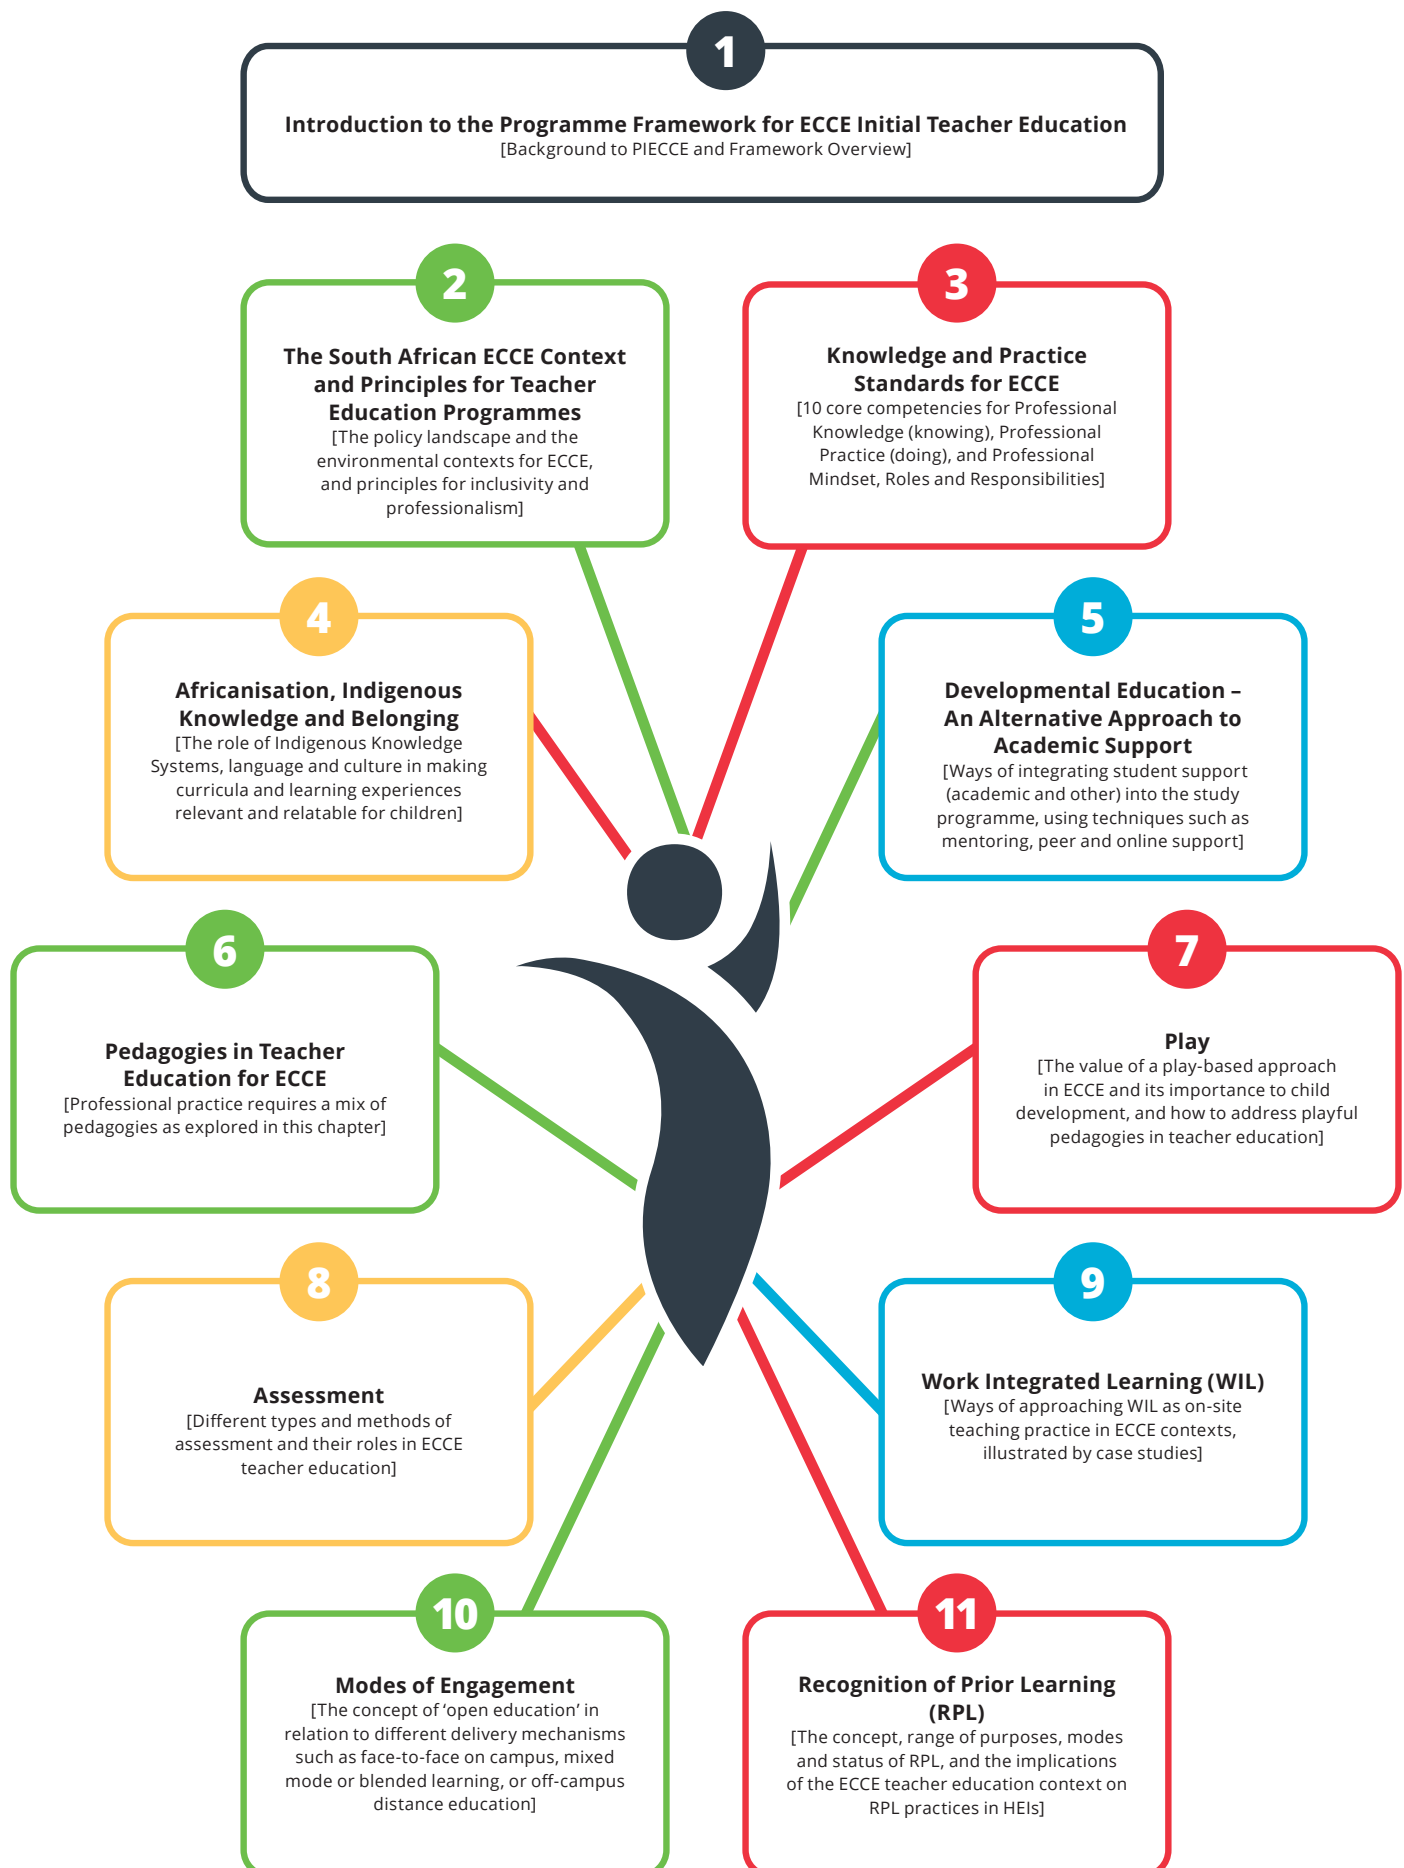 1
Introduction to the Programme Framework for ECCE Initial Teacher Education
[Background to PIECCE and Framework Overview]
2
The South African ECCE Context
and Principles for Teacher
Education Programmes
[The policy landscape and the
environmental contexts for ECCE,
and principles for inclusivity and
professionalism]
3
Knowledge and Practice
Standards for ECCE
[10 core competencies for Professional
Knowledge (knowing), Professional
Practice (doing), and Professional
Mindset, Roles and Responsibilities]
4
Africanisation, Indigenous
Knowledge and Belonging
[The role of Indigenous Knowledge
Systems, language and culture in making
curricula and learning experiences
relevant and relatable for children]
5
Developmental Education –
An Alternative Approach to
Academic Support
[Ways of integrating student support
(academic and other) into the study
programme, using techniques such as
mentoring, peer and online support]
6
Pedagogies in Teacher
Education for ECCE
[Professional practice requires a mix of
pedagogies as explored in this chapter]
7
Play
[The value of a play-based approach
in ECCE and its importance to child
development, and how to address playful
pedagogies in teacher education]
8
Assessment
[Different types and methods of
assessment and their roles in ECCE
teacher education]
9
Work Integrated Learning (WIL)
[Ways of approaching WIL as on-site
teaching practice in ECCE contexts,
illustrated by case studies]
10
Modes of Engagement
[The concept of ‘open education’ in
relation to different delivery mechanisms
such as face-to-face on campus, mixed
mode or blended learning, or off-campus
distance education]
11
Recognition of Prior Learning
(RPL)
[The concept, range of purposes, modes
and status of RPL, and the implications
of the ECCE teacher education context on
RPL practices in HEIs]